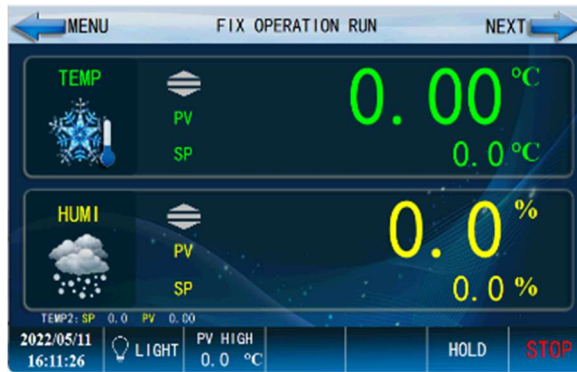 MENU FIX OPERATION RUN NEXT
TEMP
PV 0.00 °C
SP 0.0 °C
HUMI
PV 0.0 %
SP 0.0 %
TEMP2: SP 0.0 PV 0.00
2022/05/11
16:11:26
LIGHT
PV HIGH
0.0 °C
HOLD
STOP